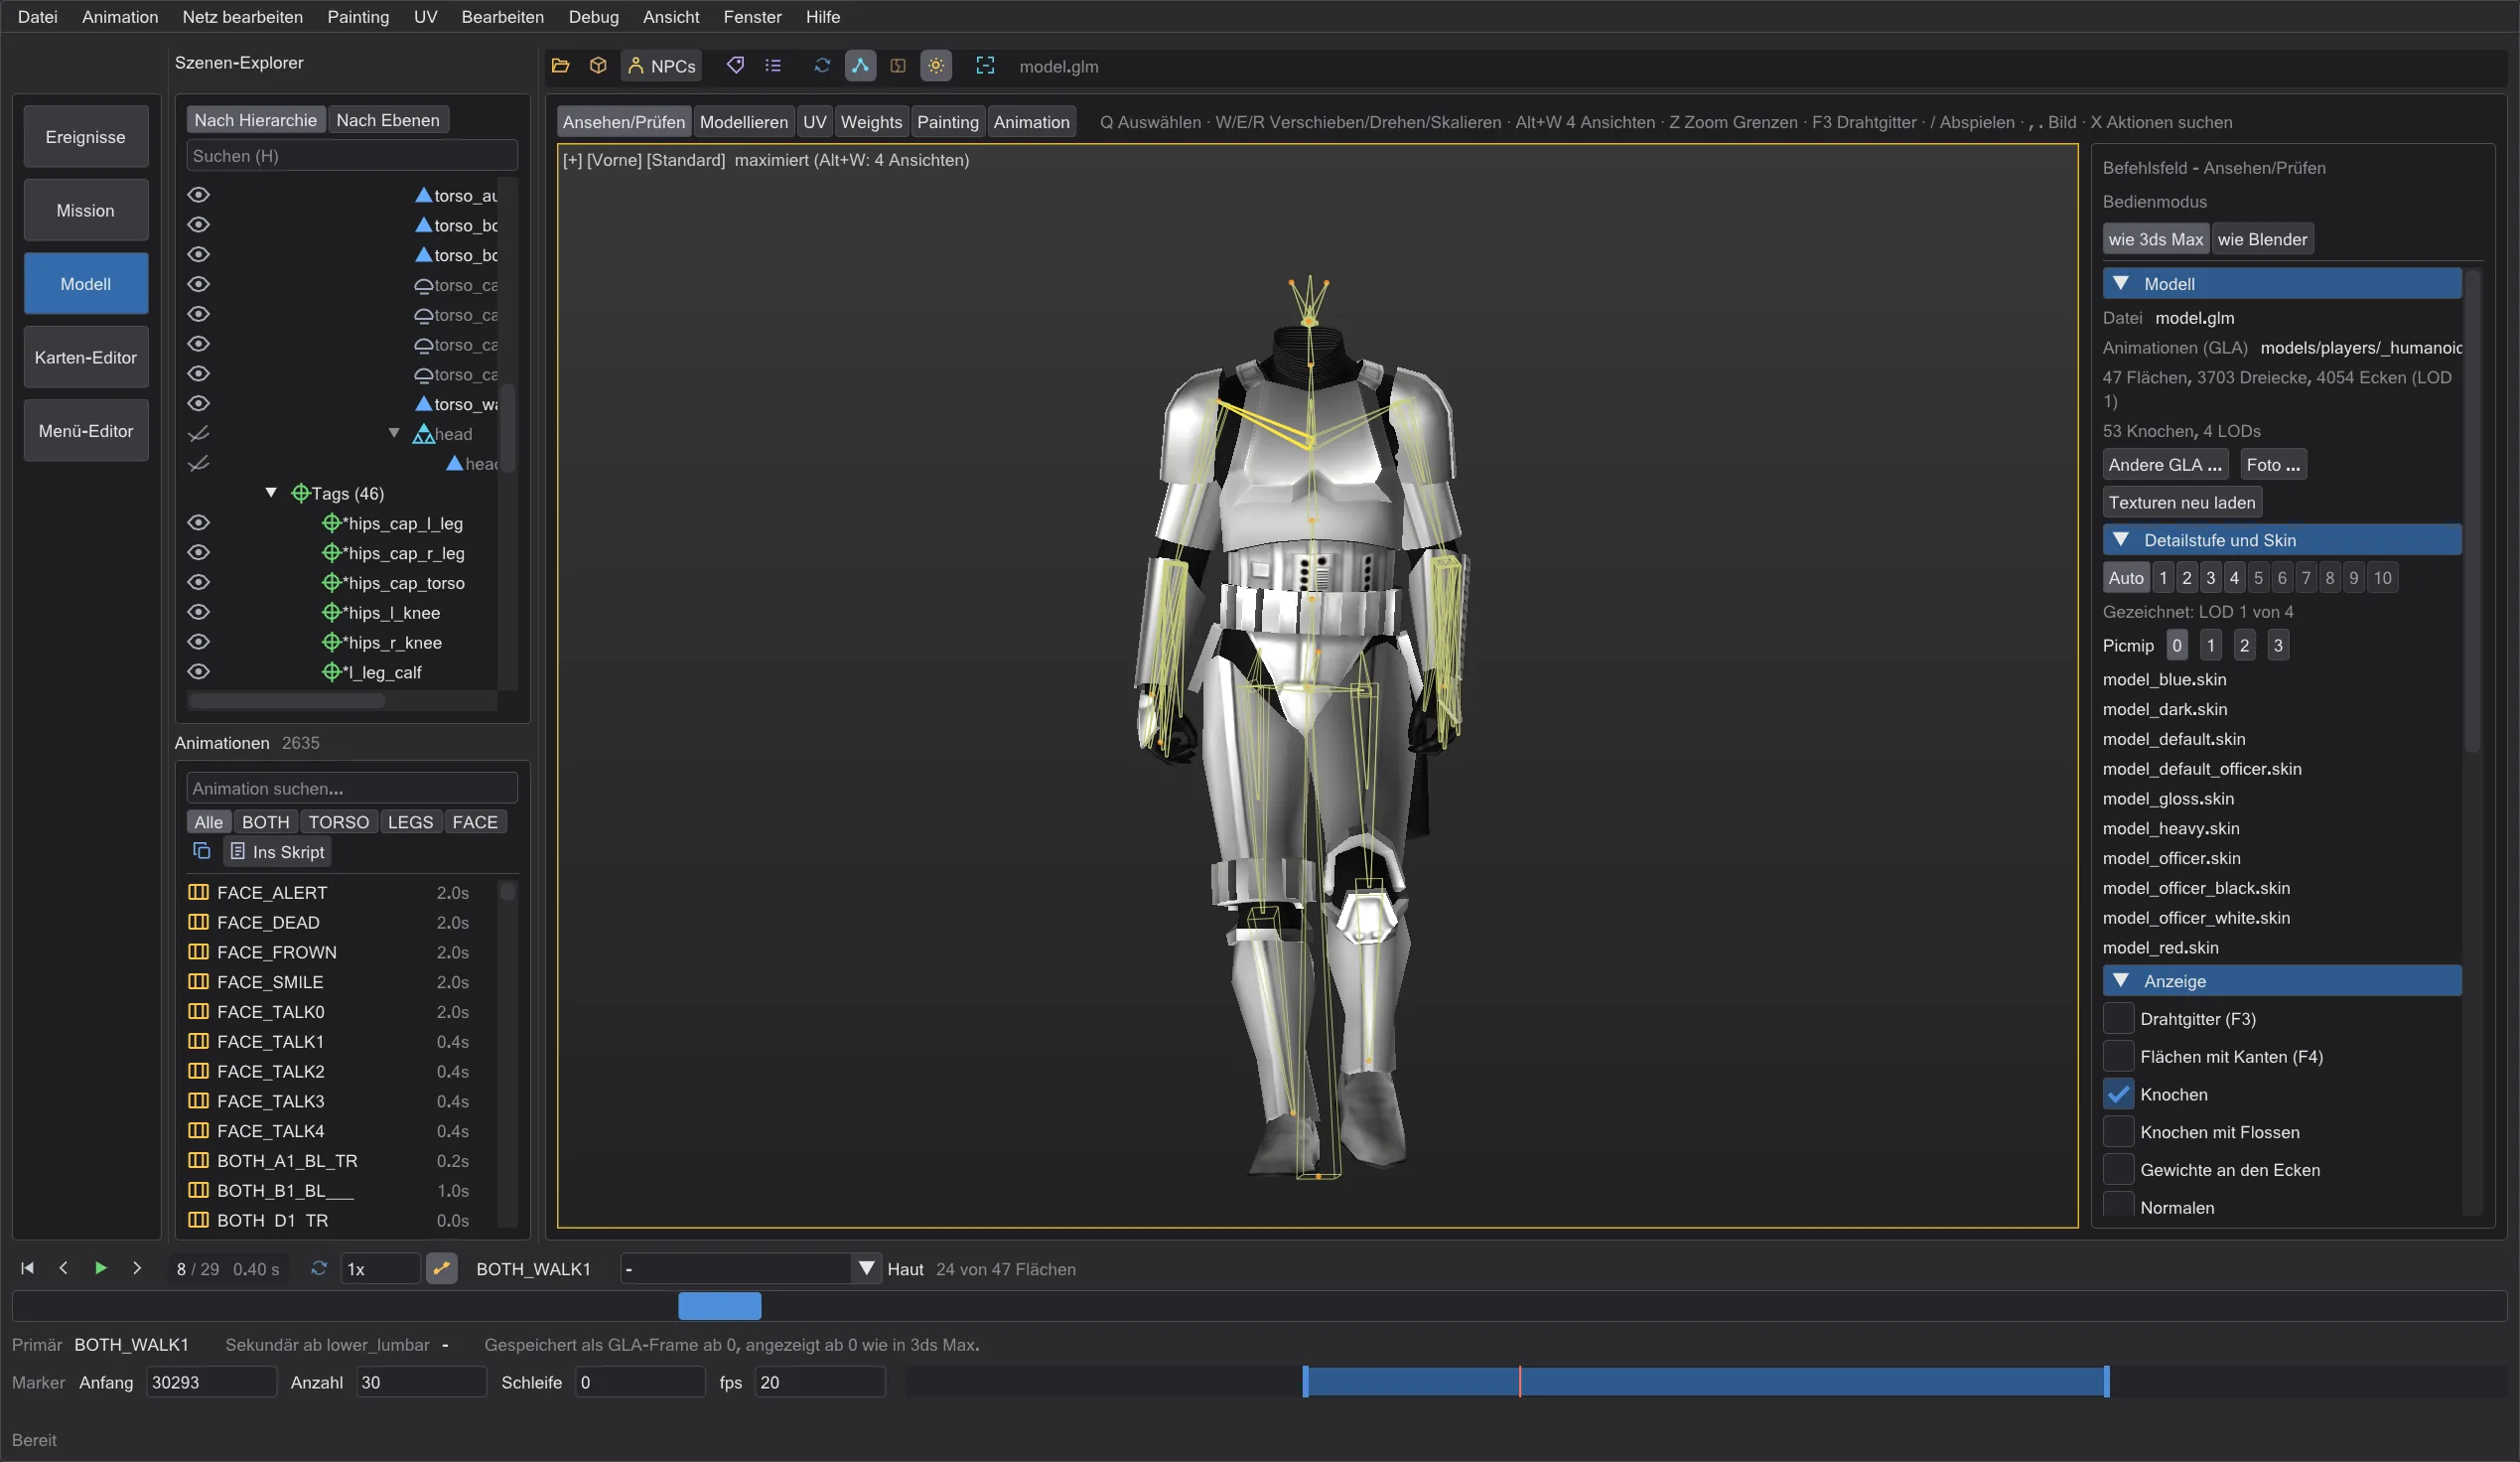 Datei Animation Netz bearbeiten Painting UV Bearbeiten Debug Ansicht Fenster Hilfe
Szenen-Explorer
NPCs model.glm
Ereignisse
Mission
Modell
Karten-Editor
Menü-Editor
Nach Hierarchie Nach Ebenen
Suchen (H)
torso_au
torso_bo
torso_bo
torso_ca
torso_ca
torso_ca
torso_ca
torso_wa
head
head
Tags (46)
*hips_cap_l_leg
*hips_cap_r_leg
*hips_cap_torso
*hips_l_knee
*hips_r_knee
*l_leg_calf
Animationen 2635
Animation suchen...
Alle BOTH TORSO LEGS FACE
Ins Skript
FACE_ALERT 2.0s
FACE_DEAD 2.0s
FACE_FROWN 2.0s
FACE_SMILE 2.0s
FACE_TALK0 2.0s
FACE_TALK1 0.4s
FACE_TALK2 0.4s
FACE_TALK3 0.4s
FACE_TALK4 0.4s
BOTH_A1_BL_TR 0.2s
BOTH_B1_BL___ 1.0s
BOTH_D1_TR 0.0s
Ansehen/Prüfen Modellieren UV Weights Painting Animation Q Auswählen · W/E/R Verschieben/Drehen/Skalieren · Alt+W 4 Ansichten · Z Zoom Grenzen · F3 Drahtgitter · / Abspielen · , . Bild · X Aktionen suchen
[+] [Vorne] [Standard] maximiert (Alt+W: 4 Ansichten)
Befehlsfeld - Ansehen/Prüfen
Bedienmodus
wie 3ds Max wie Blender
Modell
Datei model.glm
Animationen (GLA) models/players/_humanoid
47 Flächen, 3703 Dreiecke, 4054 Ecken (LOD
1)
53 Knochen, 4 LODs
Andere GLA ... Foto ...
Texturen neu laden
Detailstufe und Skin
Auto 1 2 3 4 5 6 7 8 9 10
Gezeichnet: LOD 1 von 4
Picmip 0 1 2 3
model_blue.skin
model_dark.skin
model_default.skin
model_default_officer.skin
model_gloss.skin
model_heavy.skin
model_officer.skin
model_officer_black.skin
model_officer_white.skin
model_red.skin
Anzeige
Drahtgitter (F3)
Flächen mit Kanten (F4)
Knochen
Knochen mit Flossen
Gewichte an den Ecken
Normalen
8 / 29 0.40 s 1x BOTH_WALK1 - Haut 24 von 47 Flächen
Primär BOTH_WALK1 Sekundär ab lower_lumbar - Gespeichert als GLA-Frame ab 0, angezeigt ab 0 wie in 3ds Max.
Marker Anfang 30293 Anzahl 30 Schleife 0 fps 20
Bereit